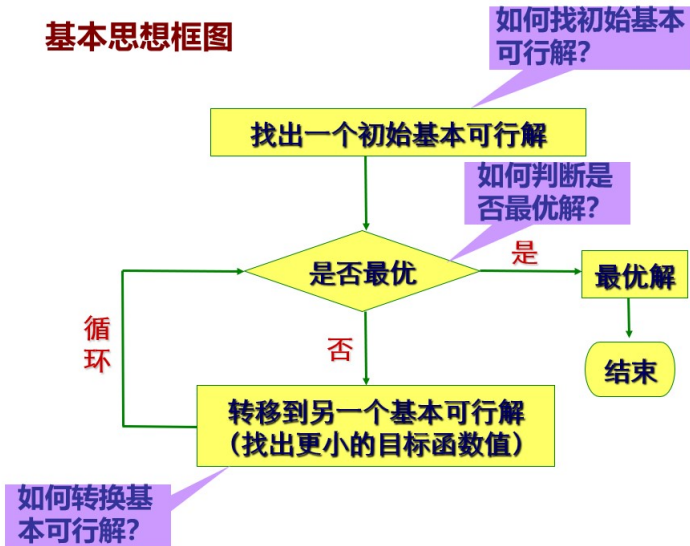 基本思想框图
如何找初始基本
可行解?
找出一个初始基本可行解
如何判断是
否最优解?
是否最优
是
最优解
循
环
否
结束
转移到另一个基本可行解
(找出更小的目标函数值)
如何转换基
本可行解?